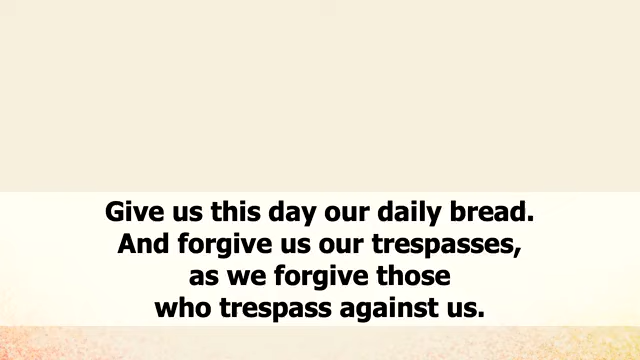 Give us this day our daily bread.
And forgive us our trespasses,
as we forgive those
who trespass against us.